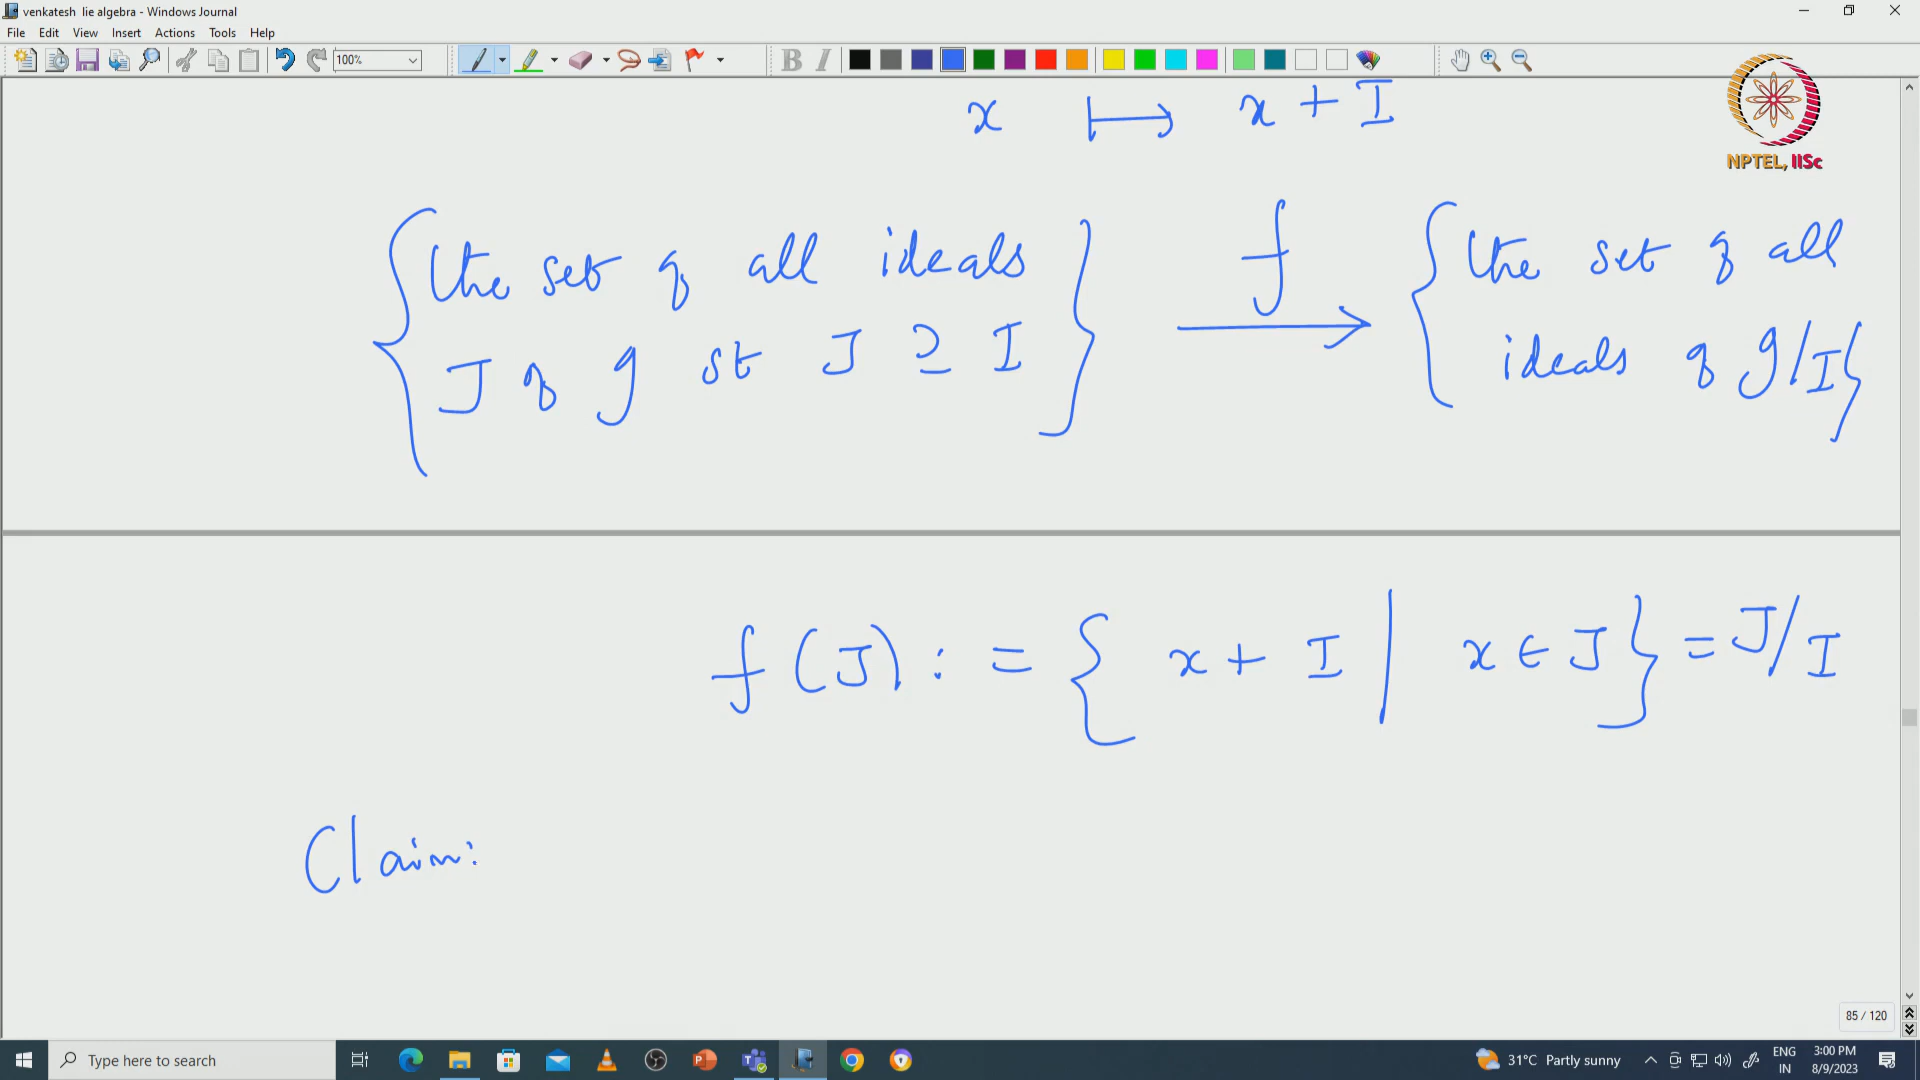 venkatesh lie algebra - Windows Journal
File Edit View Insert Actions Tools Help
100%
B I
x ↦ x + I
NPTEL, IISc
{ the set of all ideals J of g st J ⊇ I } f → { the set of all ideals of g/I }
f(J) := { x + I | x ∈ J } = J/I
Claim:
85 / 120
Type here to search
31°C Partly sunny
ENG
IN
3:00 PM
8/9/2023